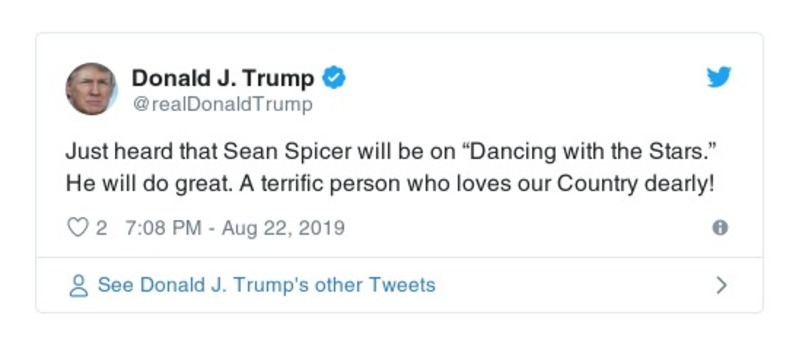 Donald J. Trump
@realDonaldTrump
Just heard that Sean Spicer will be on “Dancing with the Stars.”
He will do great. A terrific person who loves our Country dearly!
2 7:08 PM - Aug 22, 2019
See Donald J. Trump's other Tweets